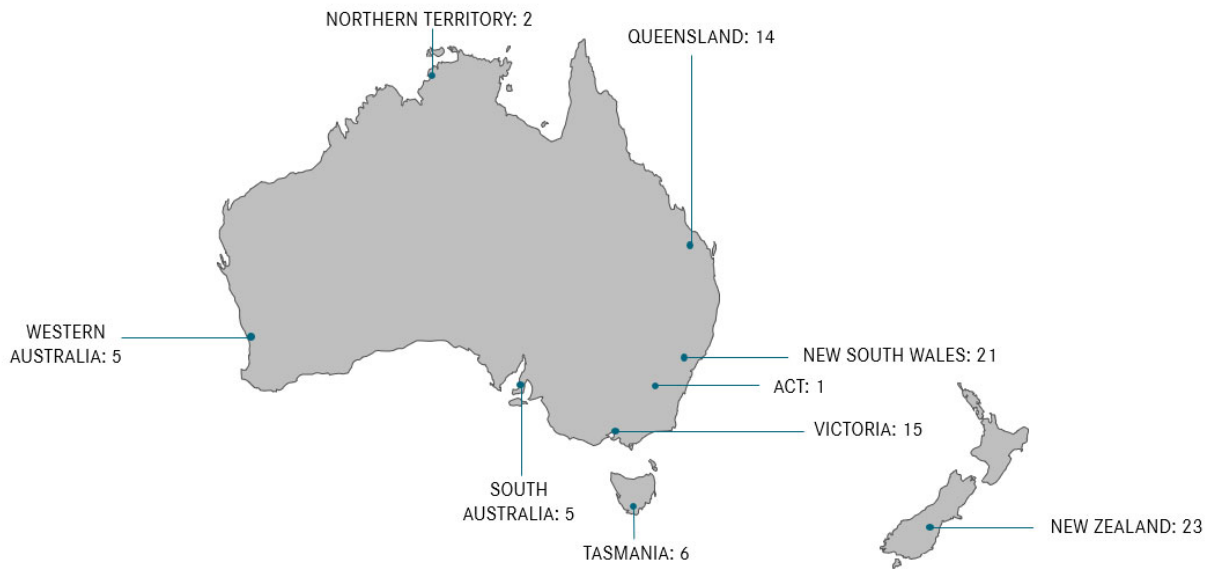 NORTHERN TERRITORY: 2
QUEENSLAND: 14
WESTERN
AUSTRALIA: 5
NEW SOUTH WALES: 21
ACT: 1
VICTORIA: 15
SOUTH
AUSTRALIA: 5
TASMANIA: 6
NEW ZEALAND: 23